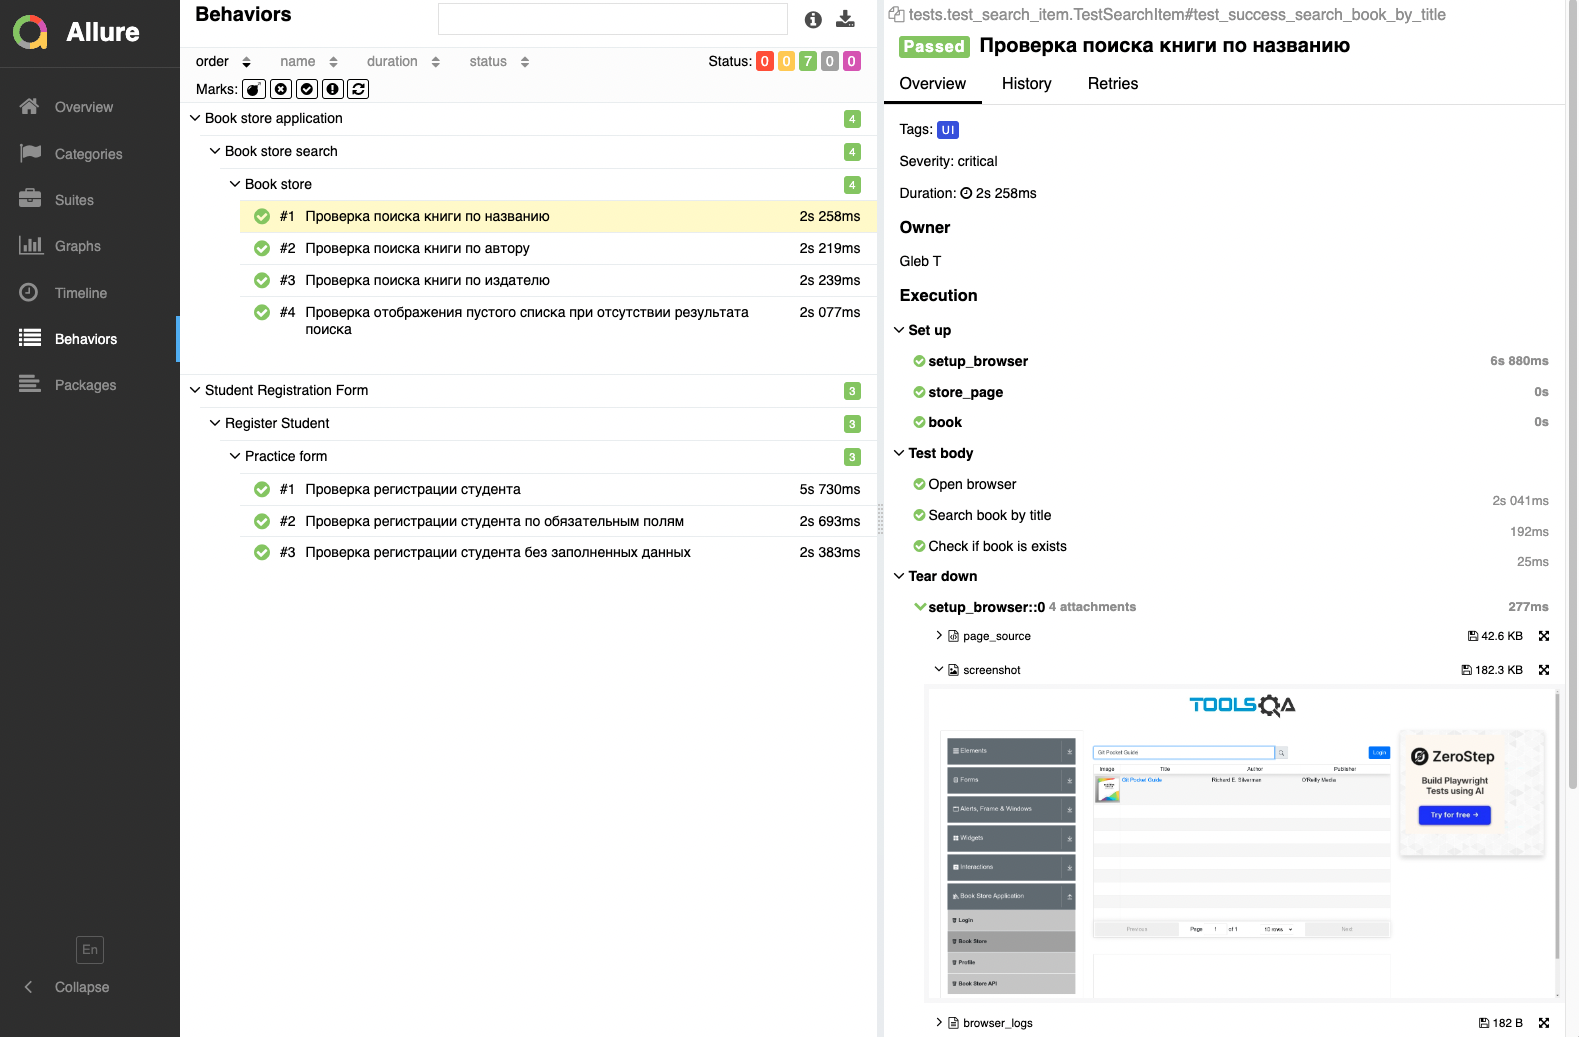 Allure
Overview
Categories
Suites
Graphs
Timeline
Behaviors
Packages
En
Collapse
Behaviors
order name duration status
Status: 0 0 7 0 0
Marks:
Book store application 4
Book store search 4
Book store 4
#1 Проверка поиска книги по названию 2s 258ms
#2 Проверка поиска книги по автору 2s 219ms
#3 Проверка поиска книги по издателю 2s 239ms
#4 Проверка отображения пустого списка при отсутствии результата 2s 077ms
поиска
Student Registration Form 3
Register Student 3
Practice form 3
#1 Проверка регистрации студента 5s 730ms
#2 Проверка регистрации студента по обязательным полям 2s 693ms
#3 Проверка регистрации студента без заполненных данных 2s 383ms
tests.test_search_item.TestSearchItem#test_success_search_book_by_title
Passed Проверка поиска книги по названию
Overview History Retries
Tags: UI
Severity: critical
Duration: 2s 258ms
Owner
Gleb T
Execution
Set up
setup_browser 6s 880ms
store_page 0s
book 0s
Test body
Open browser 2s 041ms
Search book by title 192ms
Check if book is exists 25ms
Tear down
setup_browser::0 4 attachments 277ms
page_source 42.6 KB
screenshot 182.3 KB
TOOLSQA
Elements
Forms
Alerts, Frame & Windows
Widgets
Interactions
Book Store Application
Login
Book Store
Profile
Book Store API
Git Pocket Guide
Login
Image Title Author Publisher
Git Pocket Guide Richard E. Silverman O'Reilly Media
Previous Page 1 of 1 10 rows Next
ZeroStep
Build Playwright
Tests using AI
Try for free →
browser_logs 182 B